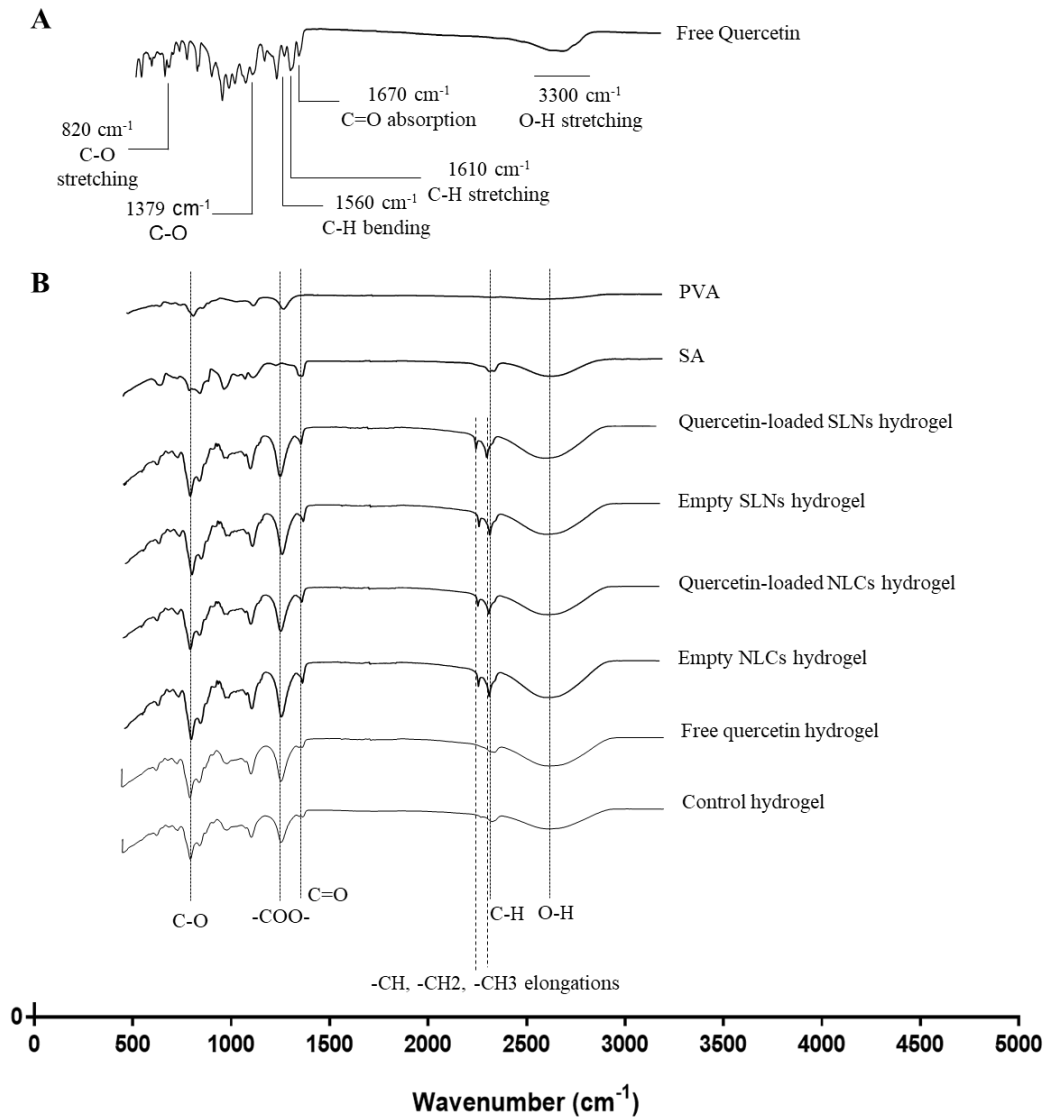 A
Free Quercetin
1670 cm-1
C=O absorption
3300 cm-1
O-H stretching
820 cm-1
C-O
stretching
1610 cm-1
C-H stretching
1379 cm-1
C-O
1560 cm-1
C-H bending
B
PVA
SA
Quercetin-loaded SLNs hydrogel
Empty SLNs hydrogel
Quercetin-loaded NLCs hydrogel
Empty NLCs hydrogel
Free quercetin hydrogel
Control hydrogel
C=O
C-O
-COO-
C-H
O-H
-CH, -CH2, -CH3 elongations
0
0 500 1000 1500 2000 2500 3000 3500 4000 4500 5000
Wavenumber (cm-1)